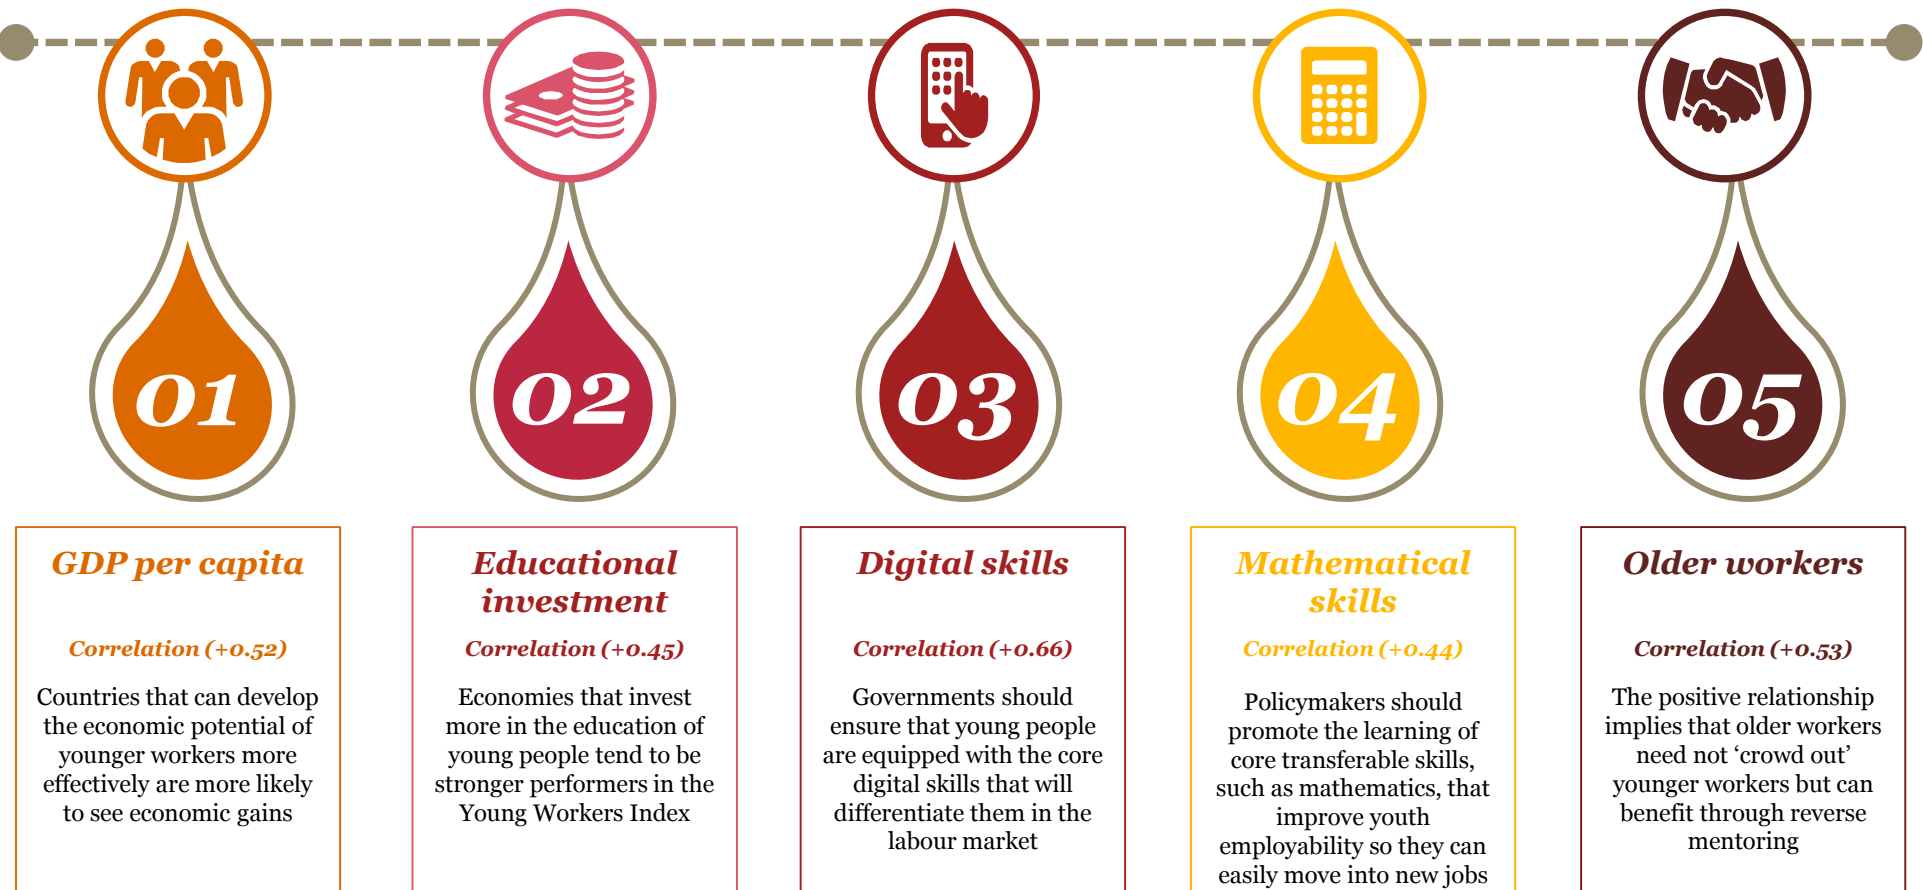 01
02
03
04
05
GDP per capita
Correlation (+0.52)
Countries that can develop
the economic potential of
younger workers more
effectively are more likely
to see economic gains
Educational
investment
Correlation (+0.45)
Economies that invest
more in the education of
young people tend to be
stronger performers in the
Young Workers Index
Digital skills
Correlation (+0.66)
Governments should
ensure that young people
are equipped with the core
digital skills that will
differentiate them in the
labour market
Mathematical
skills
Correlation (+0.44)
Policymakers should
promote the learning of
core transferable skills,
such as mathematics, that
improve youth
employability so they can
easily move into new jobs
Older workers
Correlation (+0.53)
The positive relationship
implies that older workers
need not ‘crowd out’
younger workers but can
benefit through reverse
mentoring